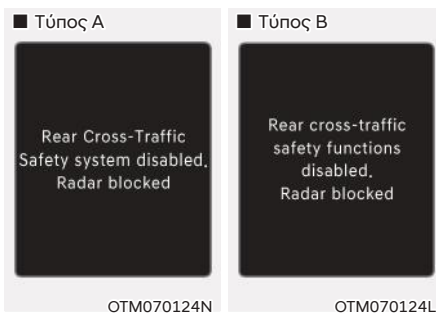 ■ Τύπος A
Rear Cross-Traffic
Safety system disabled.
Radar blocked
OTM070124N
■ Τύπος B
Rear cross-traffic
safety functions
disabled.
Radar blocked
OTM070124L